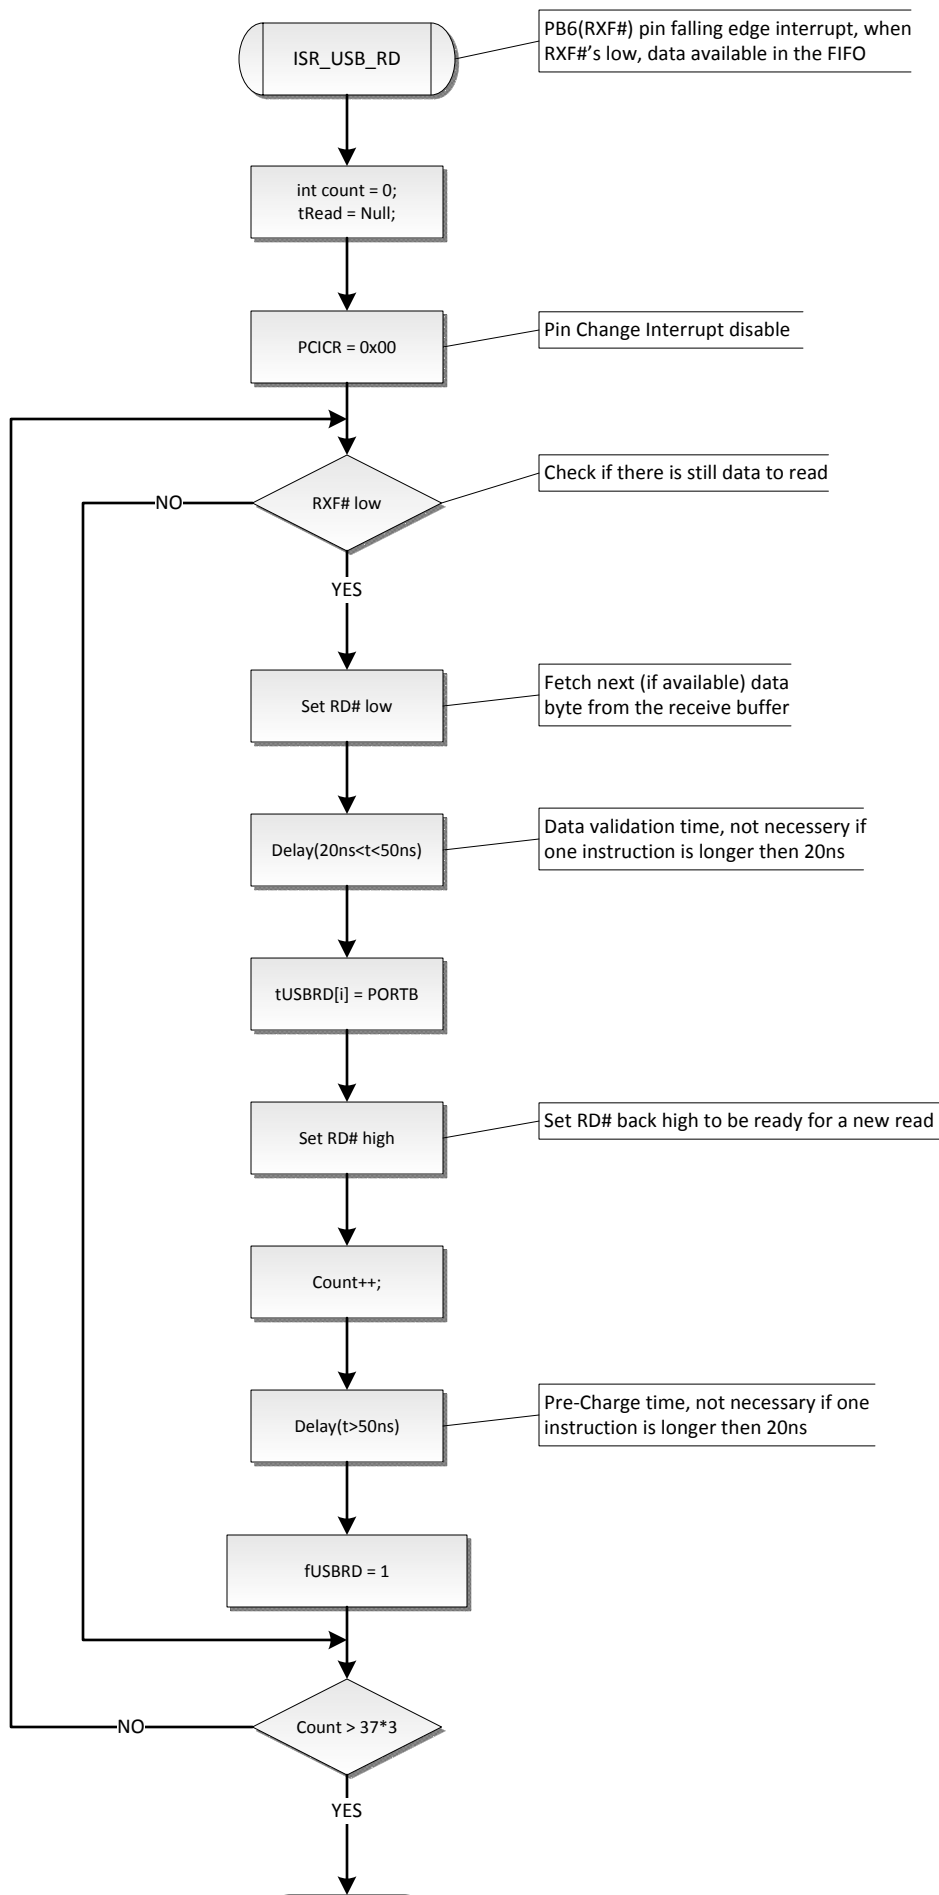 ISR_USB_RD
PB6(RXF#) pin falling edge interrupt, when
RXF#'s low, data available in the FIFO
int count = 0;
tRead = Null;
PCICR = 0x00
Pin Change Interrupt disable
RXF# low
Check if there is still data to read
NO
YES
Set RD# low
Fetch next (if available) data
byte from the receive buffer
Delay(20ns<t<50ns)
Data validation time, not necessery if
one instruction is longer then 20ns
tUSBRD[i] = PORTB
Set RD# high
Set RD# back high to be ready for a new read
Count++;
Delay(t>50ns)
Pre-Charge time, not necessary if one
instruction is longer then 20ns
fUSBRD = 1
Count > 37*3
NO
YES